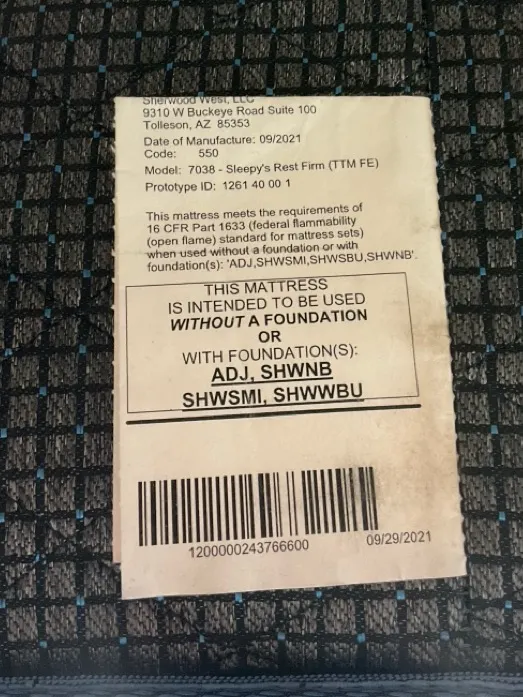 Sherwood West, LLC
9310 W Buckeye Road Suite 100
Tolleson, AZ 85353
Date of Manufacture: 09/2021
Code: 550
Model: 7038 - Sleepy's Rest Firm (TTM FE)
Prototype ID: 1261 40 00 1
This mattress meets the requirements of
16 CFR Part 1633 (federal flammability
(open flame) standard for mattress sets)
when used without a foundation or with
foundation(s): 'ADJ,SHWSMI,SHWSBU,SHWNB'.
THIS MATTRESS
IS INTENDED TO BE USED
WITHOUT A FOUNDATION
OR
WITH FOUNDATION(S):
ADJ, SHWNB
SHWSMI, SHWWBU
1200000243766600
09/29/2021